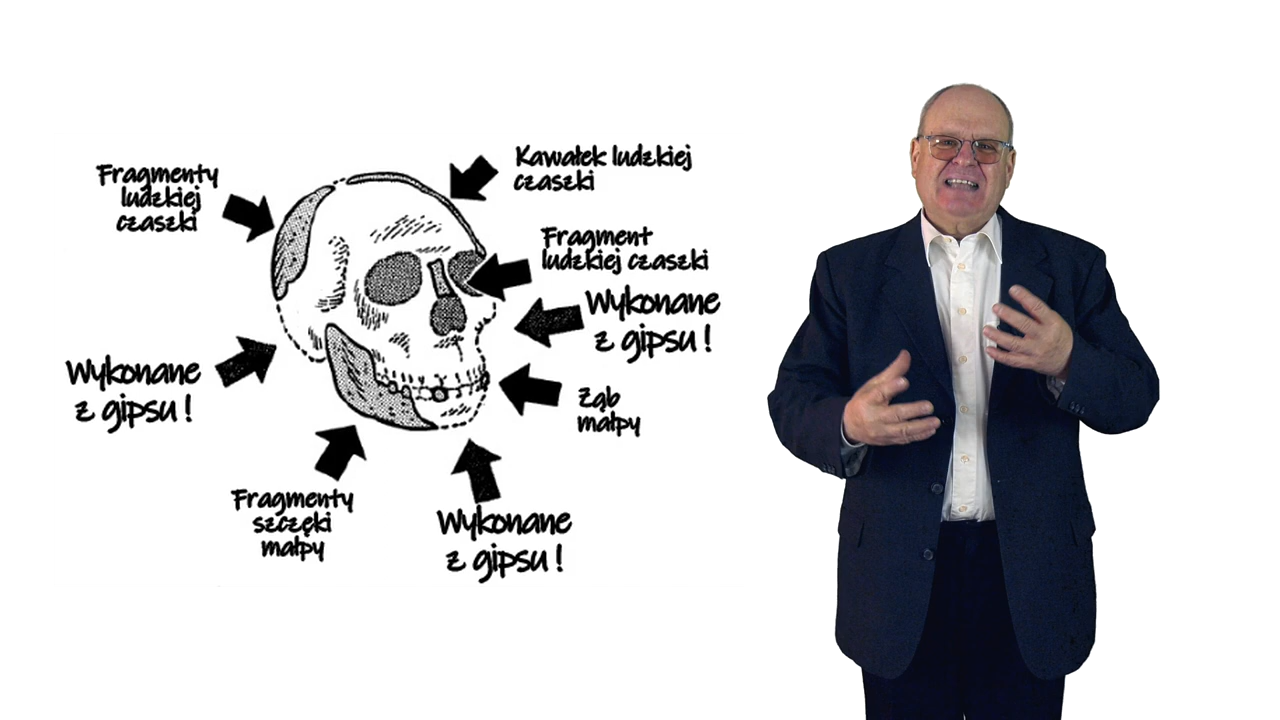 Fragmenty
ludzkiej
czaszki
Kawałek ludzkiej
czaszki
Fragment
ludzkiej czaszki
Wykonane
z gipsu !
Wykonane
z gipsu !
Ząb
małpy
Fragmenty
szczęki
małpy
Wykonane
z gipsu !